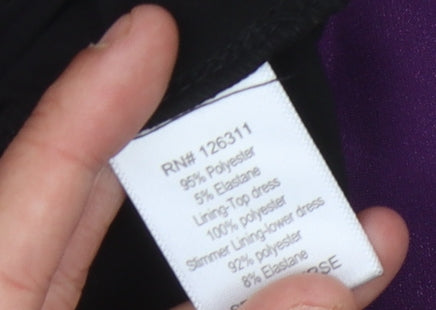 RN# 126311
95% Polyester
5% Elastane
Lining-Top dress
100% polyester
Slimmer Lining-lower dress
92% polyester
8% Elastane